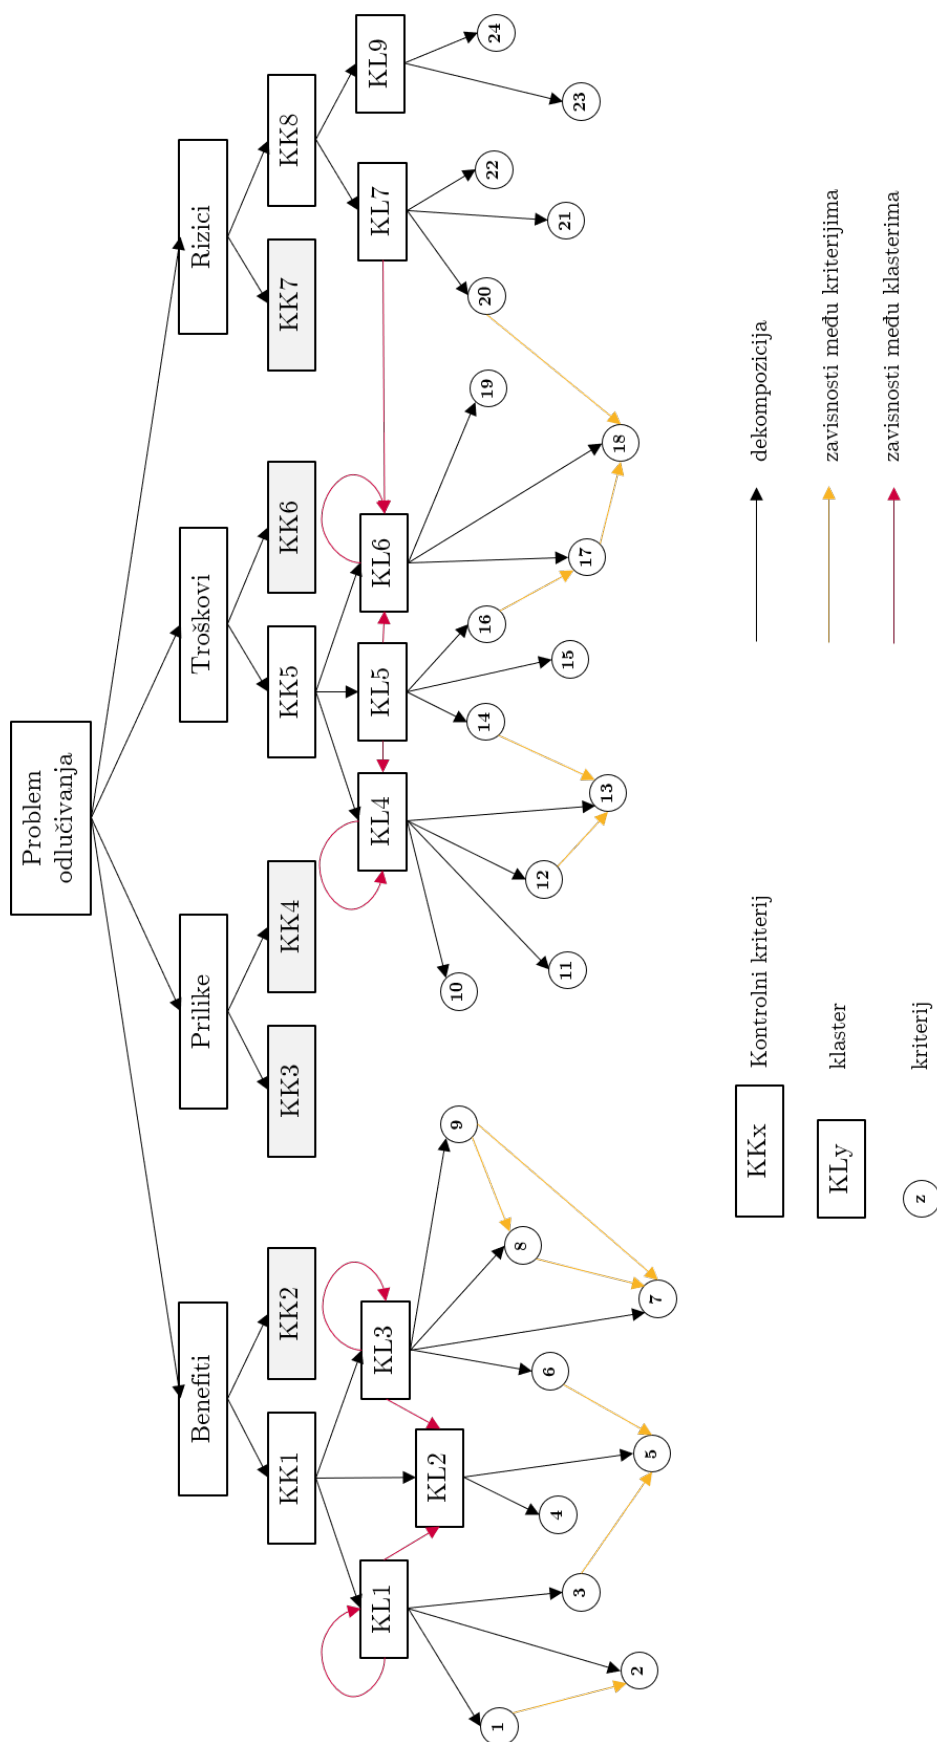 Problem
odlučivanja
Benefiti
Prilike
Troškovi
Rizici
KK1
KK2
KK3
KK4
KK5
KK6
KK7
KK8
KL1
KL2
KL3
KL4
KL5
KL6
KL7
KL9
1
2
3
4
5
6
7
8
9
10
11
12
13
14
15
16
17
18
19
20
21
22
23
24
KKx
Kontrolni kriterij
dekompozicija
KLy
klaster
zavisnosti među kriterijima
z
kriterij
zavisnosti među klasterima